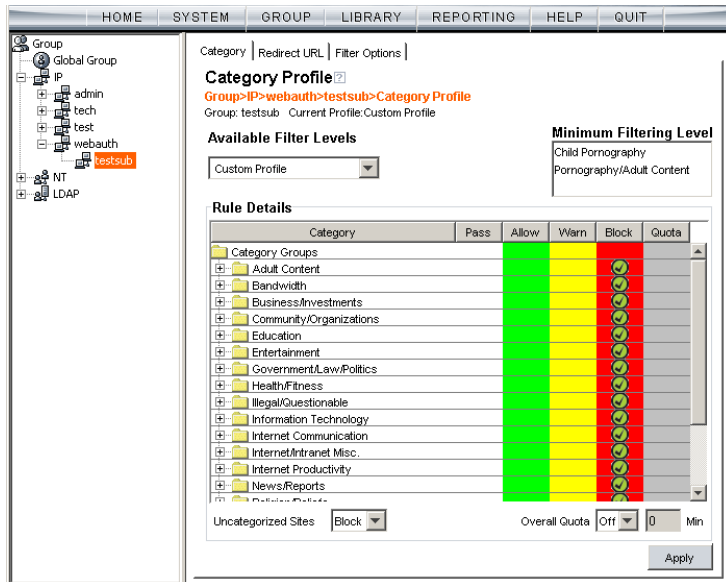 HOME SYSTEM GROUP LIBRARY REPORTING HELP QUIT
Group
Global Group
IP
admin
tech
test
webauth
testsub
NT
LDAP
Category Redirect URL Filter Options
Category Profile ?
Group>IP>webauth>testsub>Category Profile
Group: testsub Current Profile:Custom Profile
Available Filter Levels
Custom Profile
Minimum Filtering Level
Child Pornography
Pornography/Adult Content
Rule Details
Category Pass Allow Warn Block Quota
Category Groups
Adult Content
Bandwidth
Business/Investments
Community/Organizations
Education
Entertainment
Government/Law/Politics
Health/Fitness
Illegal/Questionable
Information Technology
Internet Communication
Internet/Intranet Misc.
Internet Productivity
News/Reports
Religion/Beliefs
Uncategorized Sites Block Overall Quota Off 0 Min
Apply